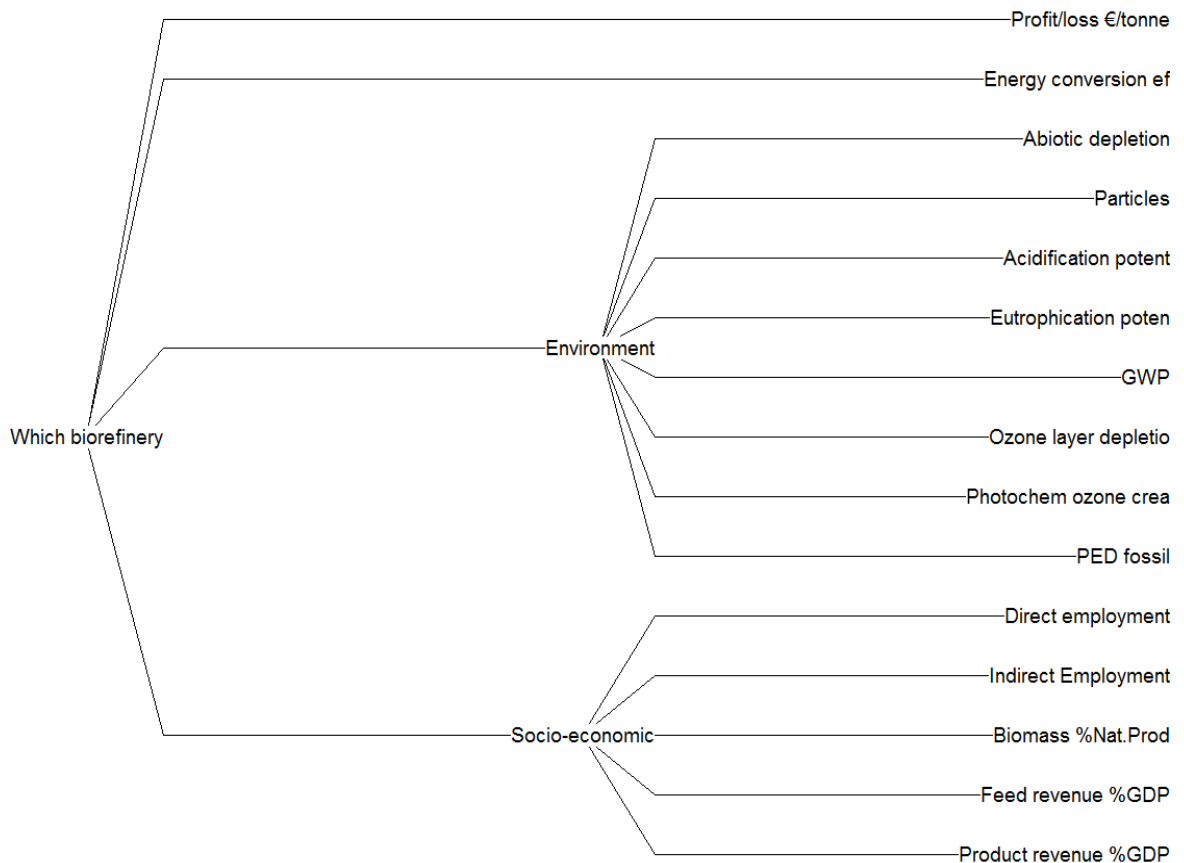 Profit/loss €/tonne
Energy conversion ef
Abiotic depletion
Particles
Acidification potent
Eutrophication poten
Environment
GWP
Which biorefinery
Ozone layer depletio
Photochem ozone crea
PED fossil
Direct employment
Indirect Employment
Socio-economic
Biomass %Nat.Prod
Feed revenue %GDP
Product revenue %GDP